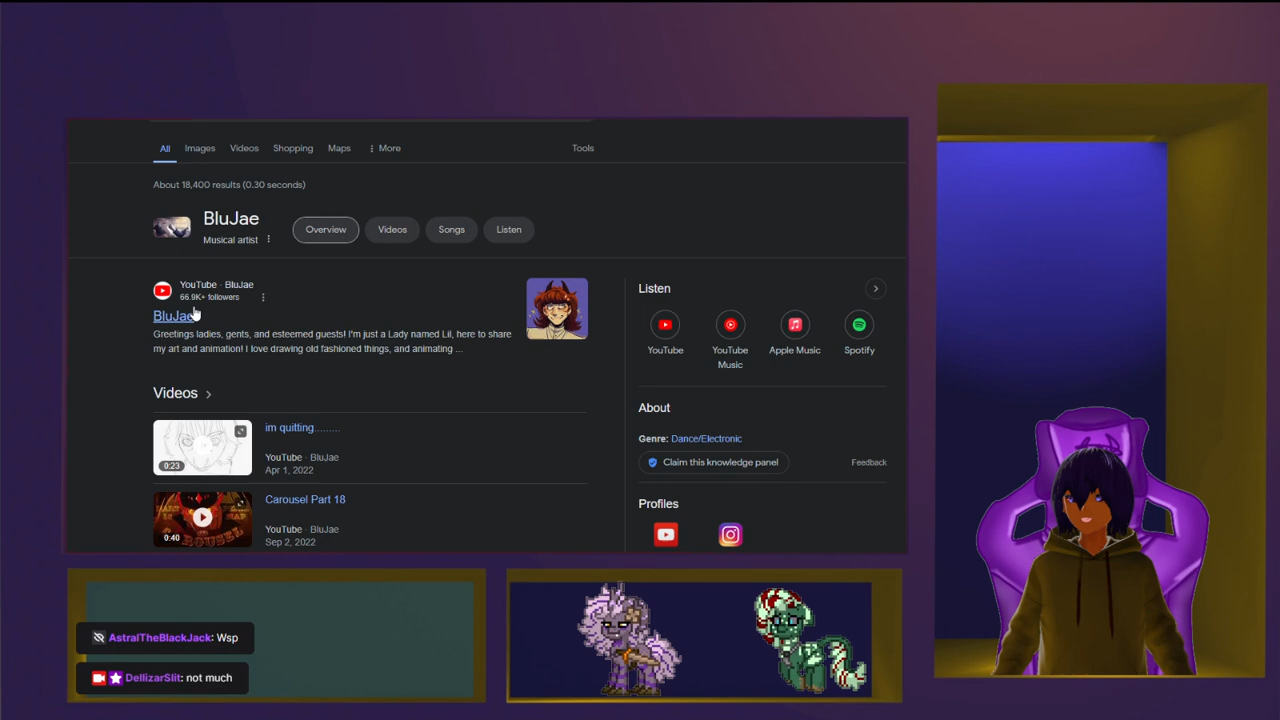 All Images Videos Shopping Maps More Tools
About 18,400 results (0.30 seconds)
BluJae
Musical artist
Overview Videos Songs Listen
YouTube · BluJae
66.9K+ followers
BluJae
Greetings ladies, gents, and esteemed guests! I'm just a Lady named Lil, here to share
my art and animation! I love drawing old fashioned things, and animating ...
Videos
im quitting.........
YouTube · BluJae
Apr 1, 2022
0:23
Carousel Part 18
YouTube · BluJae
Sep 2, 2022
0:40
Listen
YouTube YouTube Music Apple Music Spotify
About
Genre: Dance/Electronic
Claim this knowledge panel Feedback
Profiles
AstralTheBlackJack: Wsp
DellizarSlit: not much